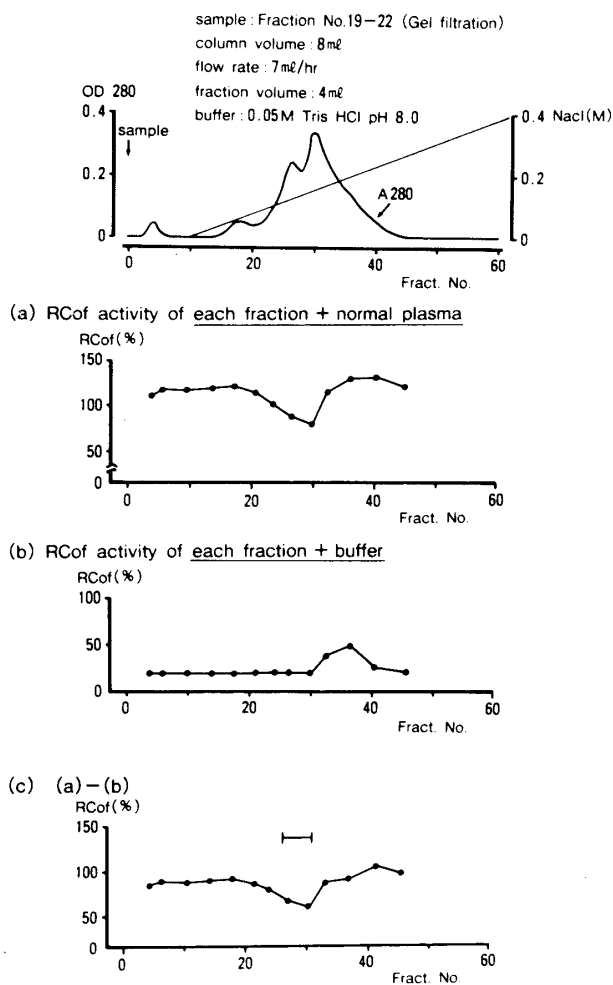 sample : Fraction No.19-22 (Gel filtration)
column volume : 8mℓ
flow rate : 7mℓ/hr
fraction volume : 4mℓ
buffer : 0.05M Tris HCl pH 8.0
OD 280
0.4
0.2
0
sample
A280
0.4 Nacl(M)
0.2
0
0 20 40 60
Fract. No.
(a) RCof activity of each fraction + normal plasma
RCof(%)
150
100
50
0
0 20 40 60
Fract. No.
(b) RCof activity of each fraction + buffer
RCof(%)
100
50
0
0 20 40 60
Fract. No.
(c) (a)-(b)
RCof(%)
150
100
50
0
0 20 40 60
Fract. No.